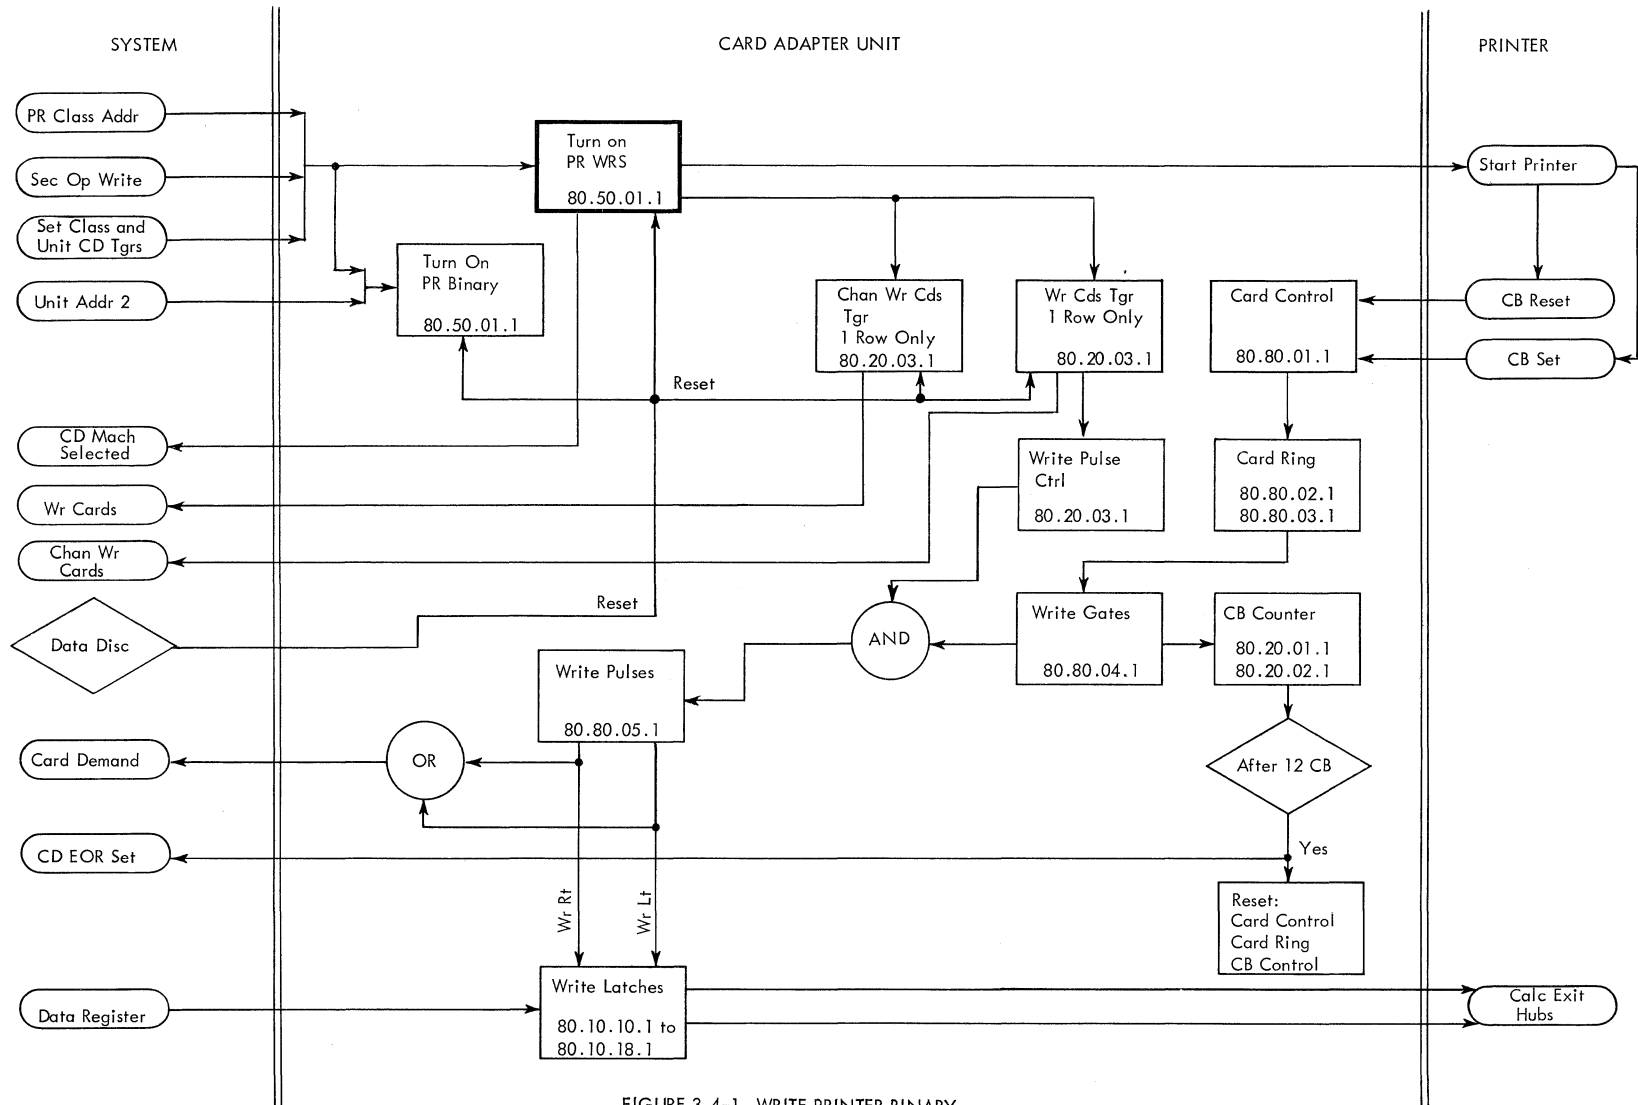 SYSTEM
CARD ADAPTER UNIT
PRINTER
PR Class Addr
Sec Op Write
Set Class and
Unit CD Tgrs
Unit Addr 2
Turn on
PR WRS
80.50.01.1
Turn On
PR Binary
80.50.01.1
Chan Wr Cds
Tgr
1 Row Only
80.20.03.1
Wr Cds Tgr
1 Row Only
80.20.03.1
Card Control
80.80.01.1
Start Printer
CB Reset
CB Set
Reset
CD Mach
Selected
Wr Cards
Chan Wr
Cards
Write Pulse
Ctrl
80.20.03.1
Card Ring
80.80.02.1
80.80.03.1
Reset
Data Disc
AND
Write Gates
80.80.04.1
CB Counter
80.20.01.1
80.20.02.1
Write Pulses
80.80.05.1
Card Demand
OR
After 12 CB
CD EOR Set
Yes
Wr Rt
Wr Lt
Reset:
Card Control
Card Ring
CB Control
Data Register
Write Latches
80.10.10.1 to
80.10.18.1
Calc Exit
Hubs
FIGURE 3.4-1. WRITE PRINTER BINARY